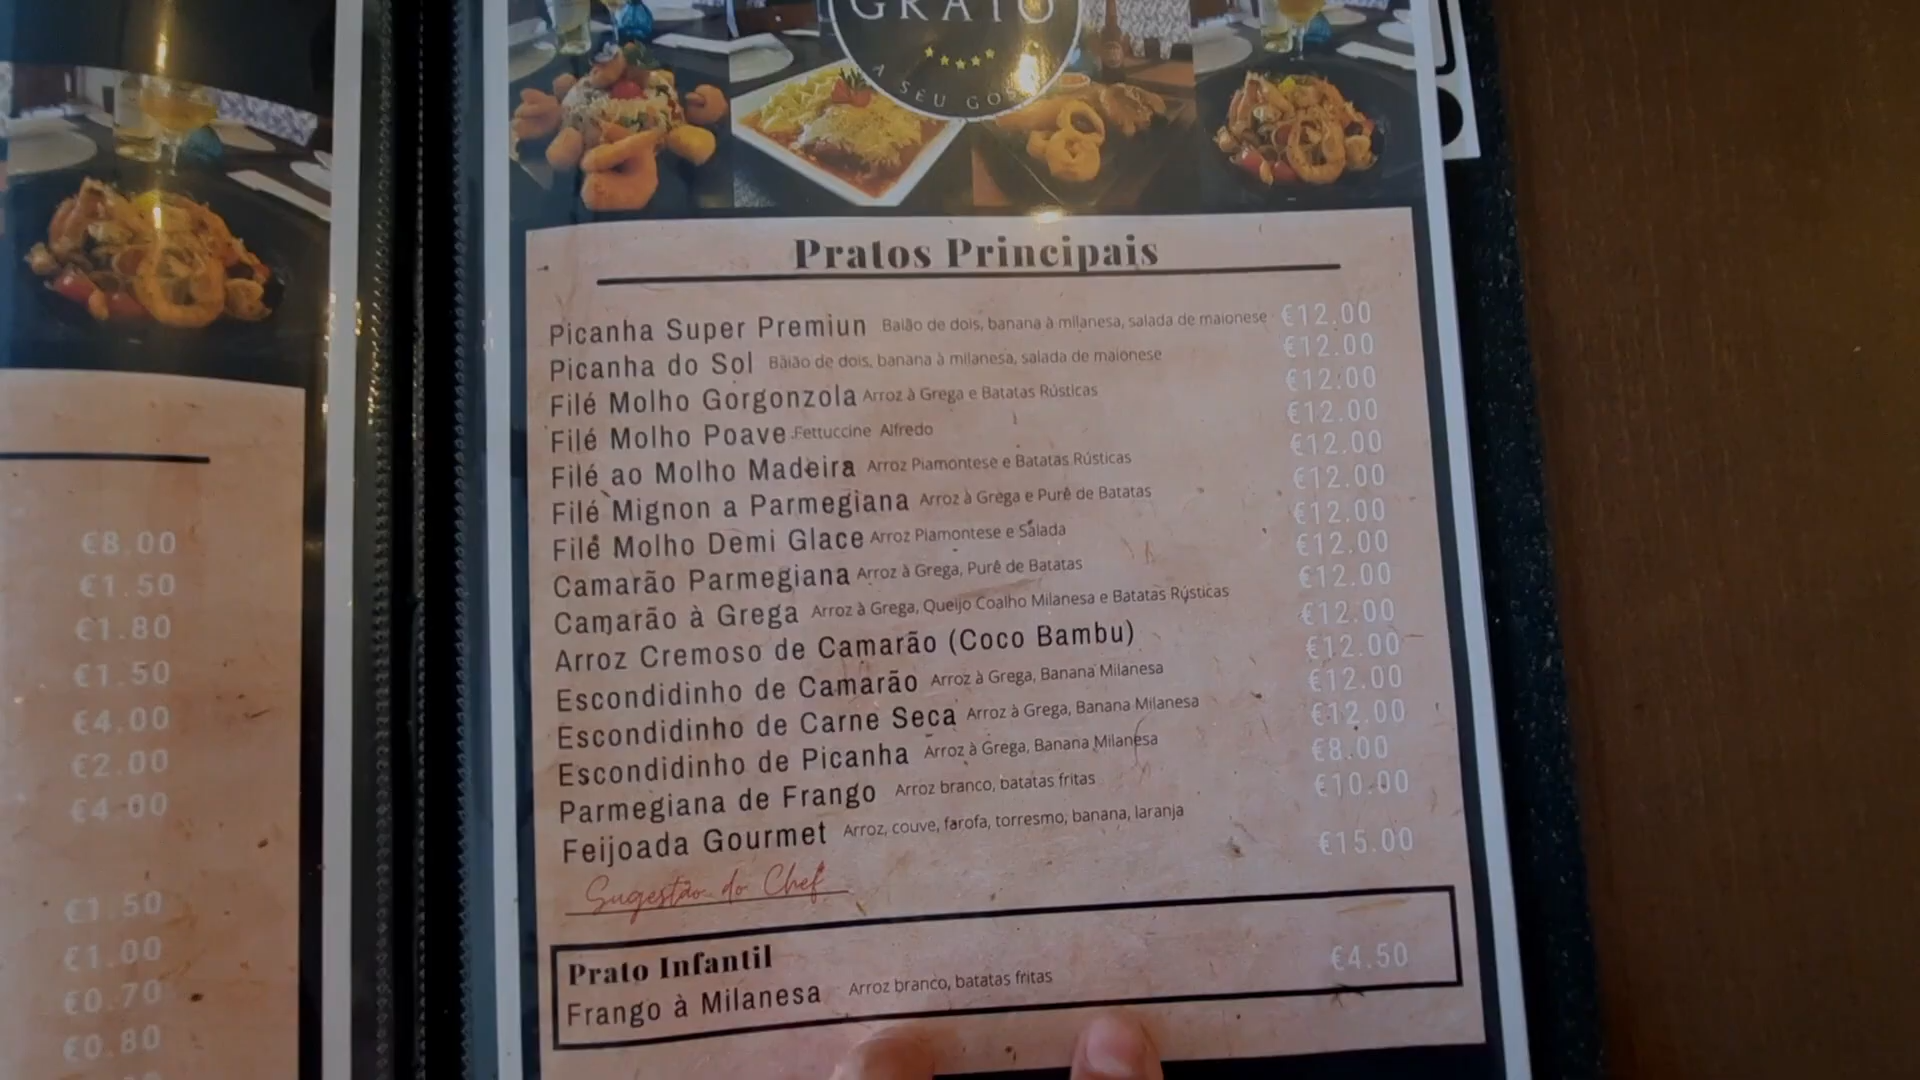 GRATO
A SEU GOS
Pratos Principais
Picanha Super Premiun Baião de dois, banana à milanesa, salada de maionese €12.00
Picanha do Sol Baião de dois, banana à milanesa, salada de maionese €12.00
Filé Molho Gorgonzola Arroz à Grega e Batatas Rústicas €12.00
Filé Molho Poave Fettuccine Alfredo €12.00
Filé ao Molho Madeira Arroz Piamontese e Batatas Rústicas €12.00
Filé Mignon a Parmegiana Arroz à Grega e Purê de Batatas €12.00
Filé Molho Demi Glace Arroz Piamontese e Salada €12.00
Camarão Parmegiana Arroz à Grega, Purê de Batatas €12.00
Camarão à Grega Arroz à Grega, Queijo Coalho Milanesa e Batatas Rústicas €12.00
Arroz Cremoso de Camarão (Coco Bambu) €12.00
Escondidinho de Camarão Arroz à Grega, Banana Milanesa €12.00
Escondidinho de Carne Seca Arroz à Grega, Banana Milanesa €12.00
Escondidinho de Picanha Arroz à Grega, Banana Milanesa €12.00
Parmegiana de Frango Arroz branco, batatas fritas €8.00
Feijoada Gourmet Arroz, couve, farofa, torresmo, banana, laranja €10.00
Sugestão do Chef €15.00
Prato Infantil
Frango à Milanesa Arroz branco, batatas fritas €4.50
€8.00
€1.50
€1.80
€1.50
€4.00
€2.00
€4.00
€1.50
€1.00
€0.70
€0.80